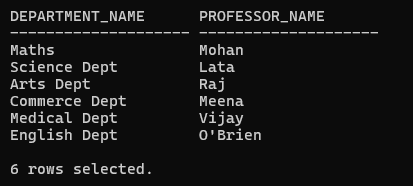 DEPARTMENT_NAME      PROFESSOR_NAME
-------------------- --------------------
Maths                Mohan
Science Dept         Lata
Arts Dept            Raj
Commerce Dept        Meena
Medical Dept         Vijay
English Dept         O'Brien

6 rows selected.